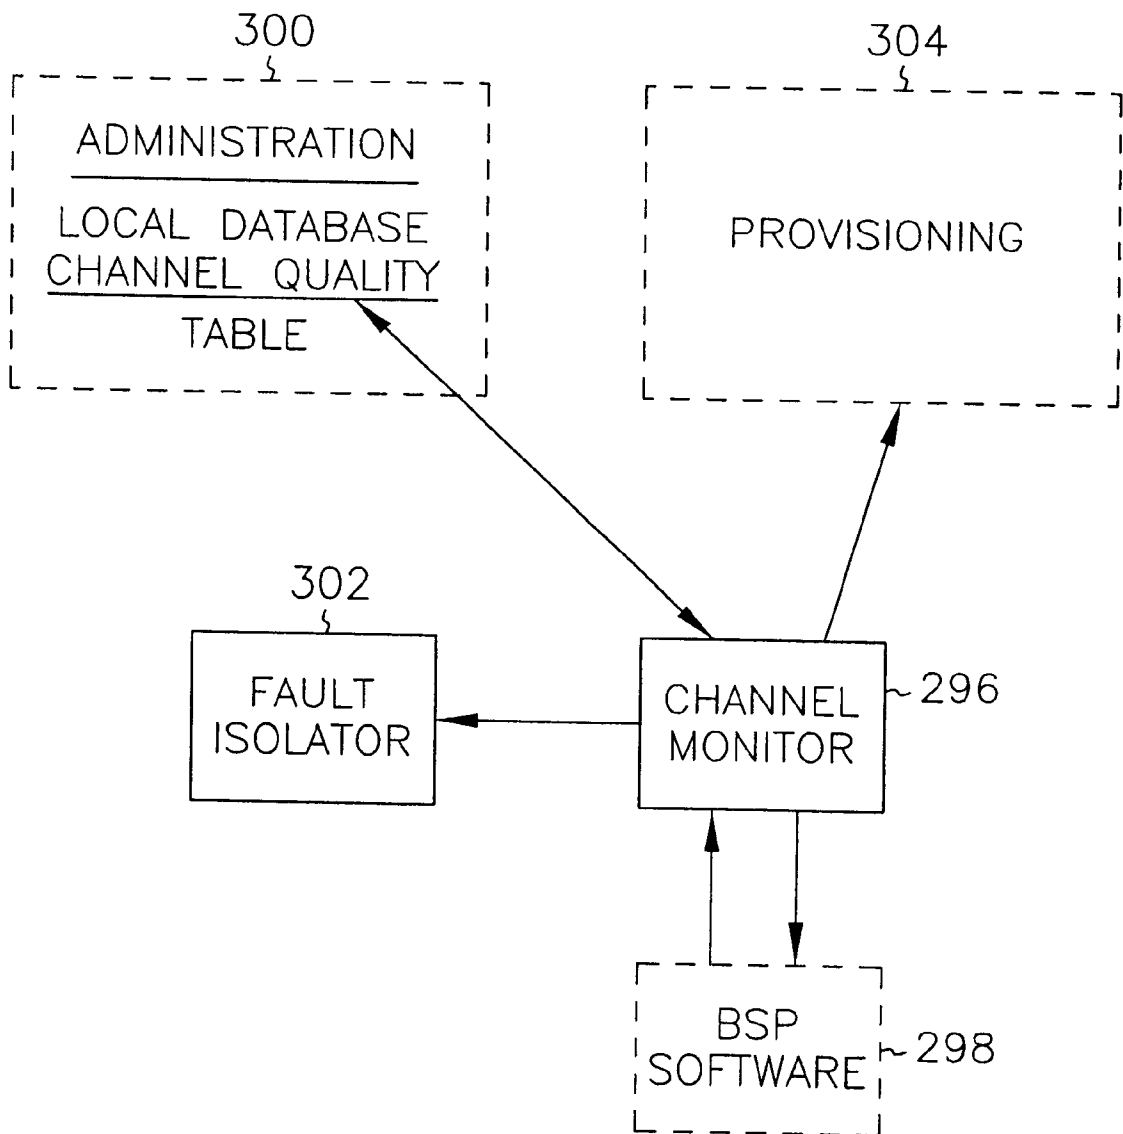 300
304
ADMINISTRATION
LOCAL DATABASE
CHANNEL QUALITY
TABLE
PROVISIONING
302
FAULT
ISOLATOR
CHANNEL
MONITOR
296
BSP
SOFTWARE
298